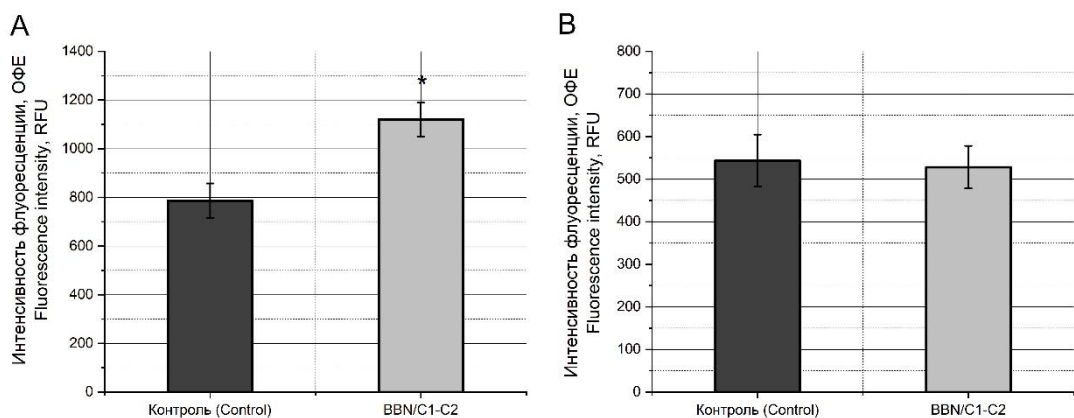 A
Интенсивность флуоресценции, ОФЕ
Fluorescence intensity, RFU
1400
1200
1000
800
600
400
200
0
*
Контроль (Control)
BBN/C1-C2
B
Интенсивность флуоресценции, ОФЕ
Fluorescence intensity, RFU
800
700
600
500
400
300
200
100
0
Контроль (Control)
BBN/C1-C2